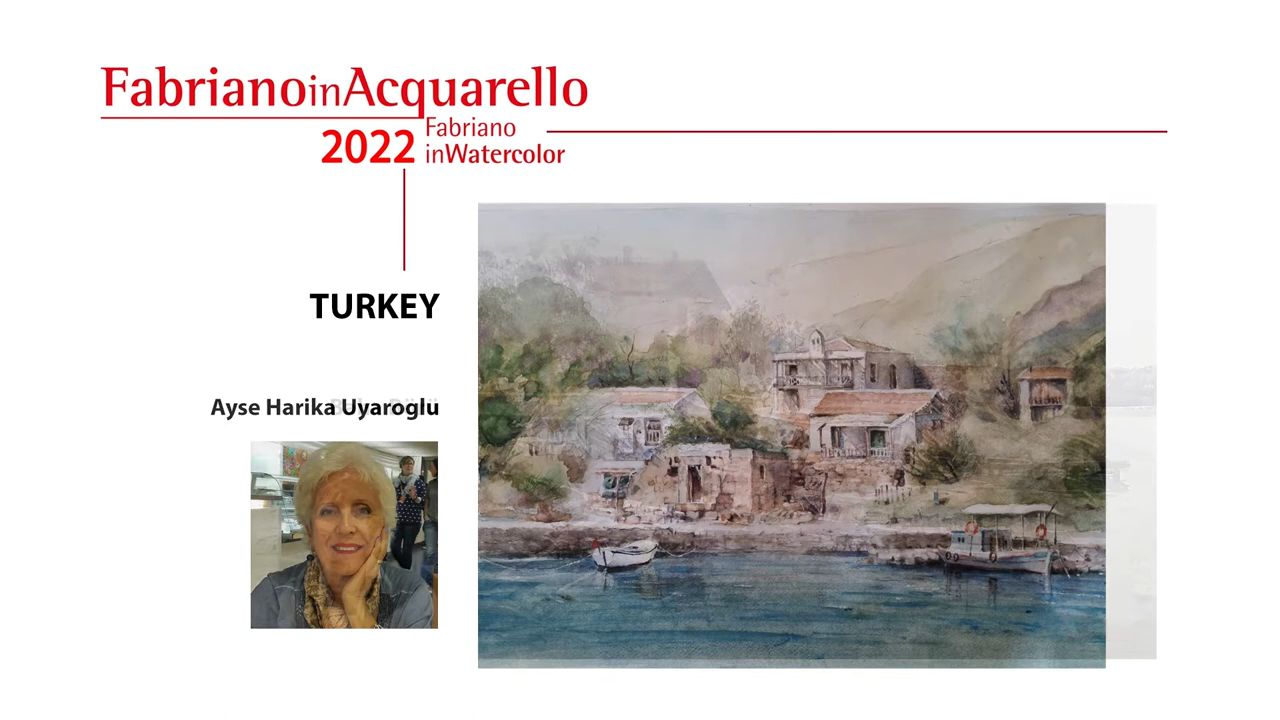 FabrianoinAcquarello
2022
Fabriano
inWatercolor
TURKEY
Ayse Harika Uyaroglu